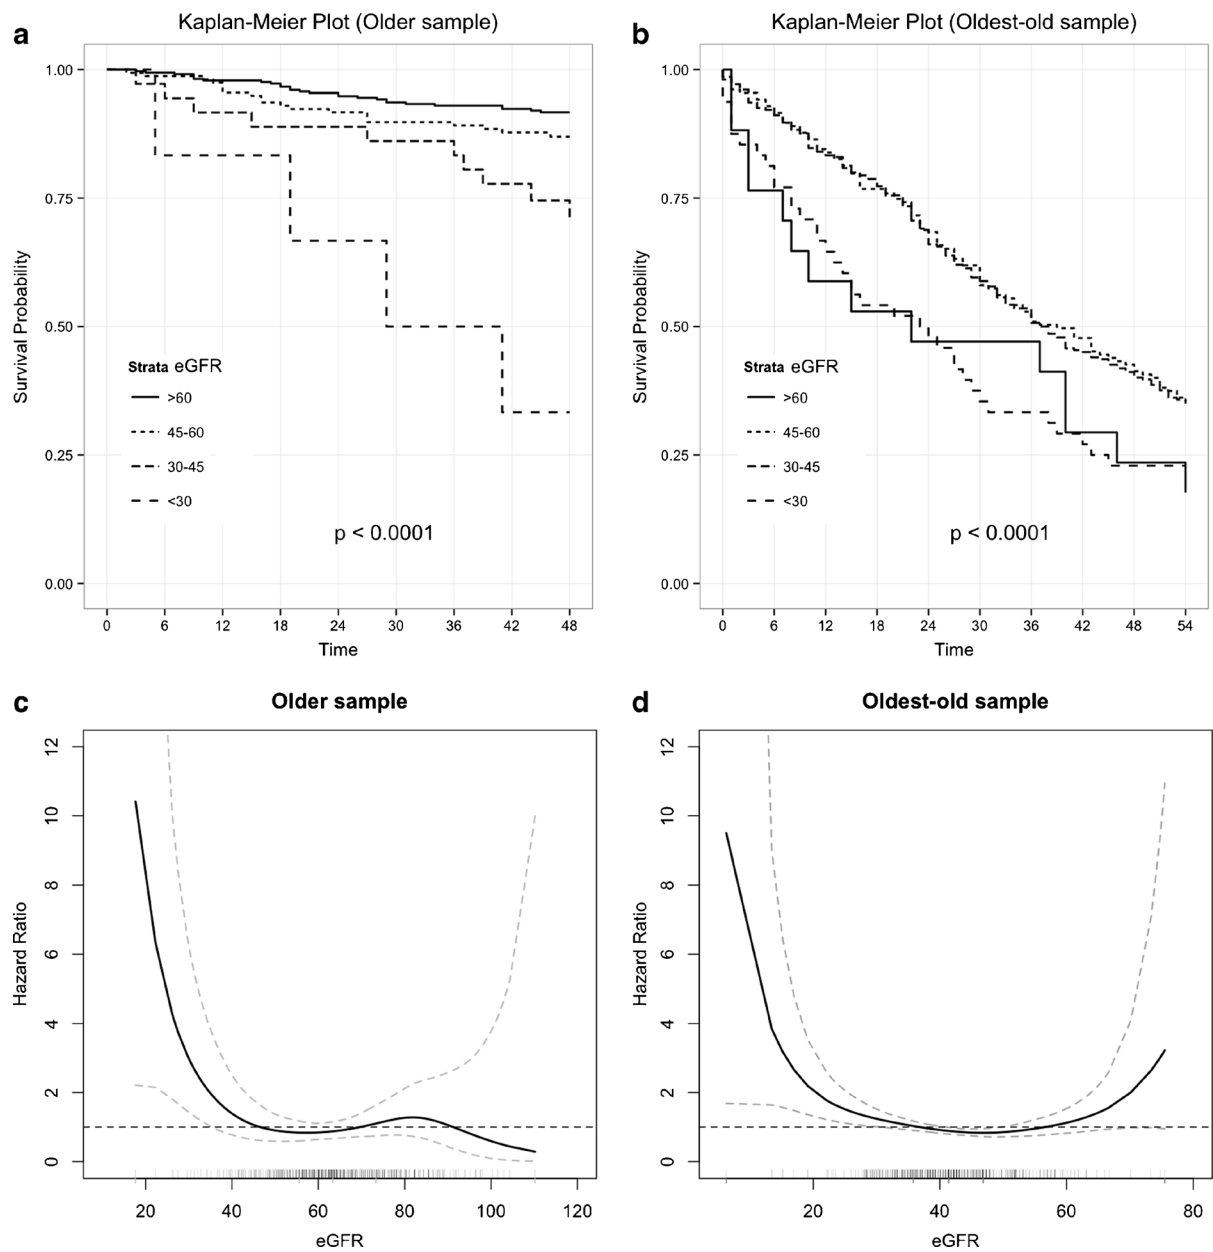 a
Kaplan-Meier Plot (Older sample)
1.00
0.75
0.50
0.25
0.00
Survival Probability
Strata eGFR
>60
45-60
30-45
<30
p < 0.0001
0 6 12 18 24 30 36 42 48
Time
b
Kaplan-Meier Plot (Oldest-old sample)
1.00
0.75
0.50
0.25
0.00
Survival Probability
Strata eGFR
>60
45-60
30-45
<30
p < 0.0001
0 6 12 18 24 30 36 42 48 54
Time
c
Older sample
12
10
8
6
4
2
0
Hazard Ratio
20 40 60 80 100 120
eGFR
d
Oldest-old sample
12
10
8
6
4
2
0
Hazard Ratio
20 40 60 80
eGFR